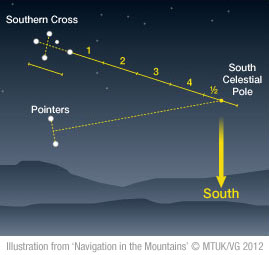 Southern Cross
1
2
3
4
½
South
Celestial
Pole
Pointers
South
Illustration from 'Navigation in the Mountains' © MTUK/VG 2012